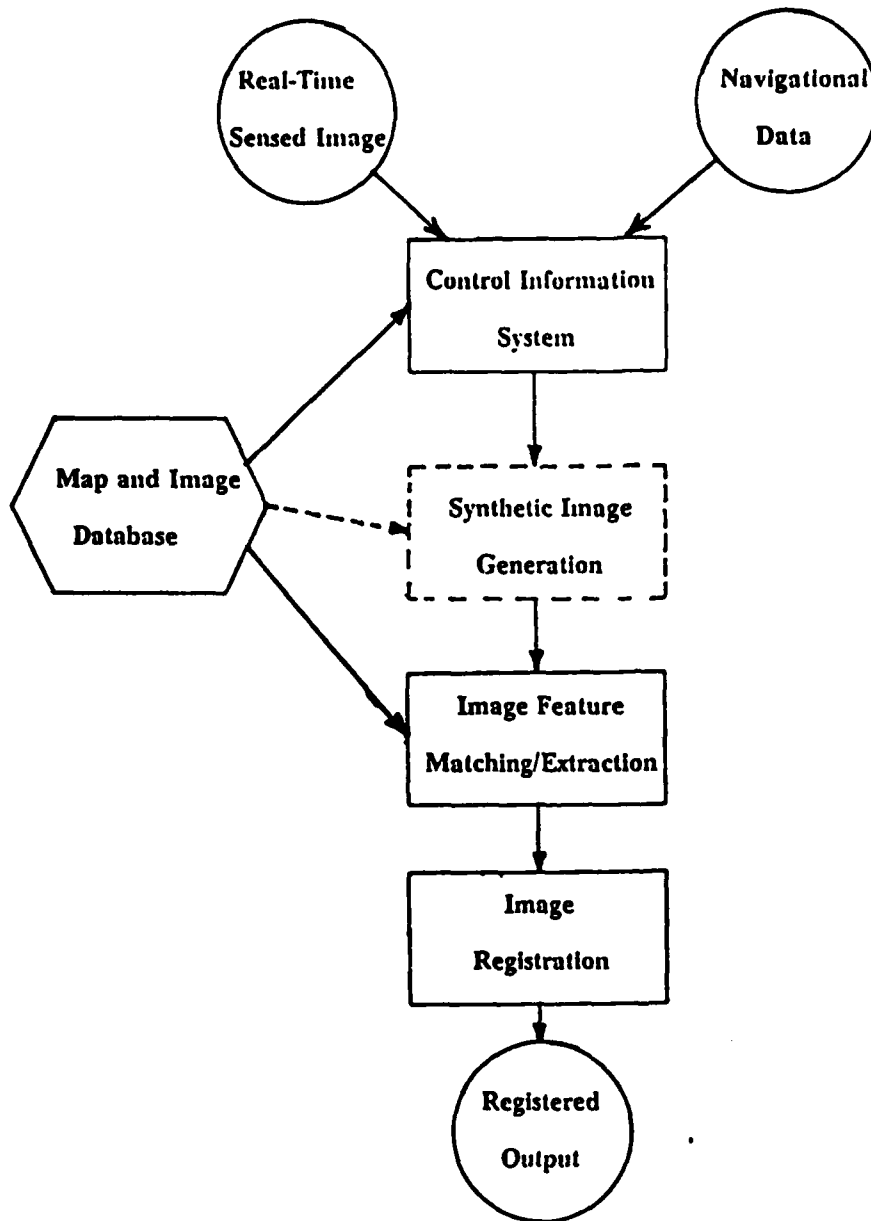 Real-Time
Sensed Image
Navigational
Data
Control Information
System
Map and Image
Database
Synthetic Image
Generation
Image Feature
Matching/Extraction
Image
Registration
Registered
Output